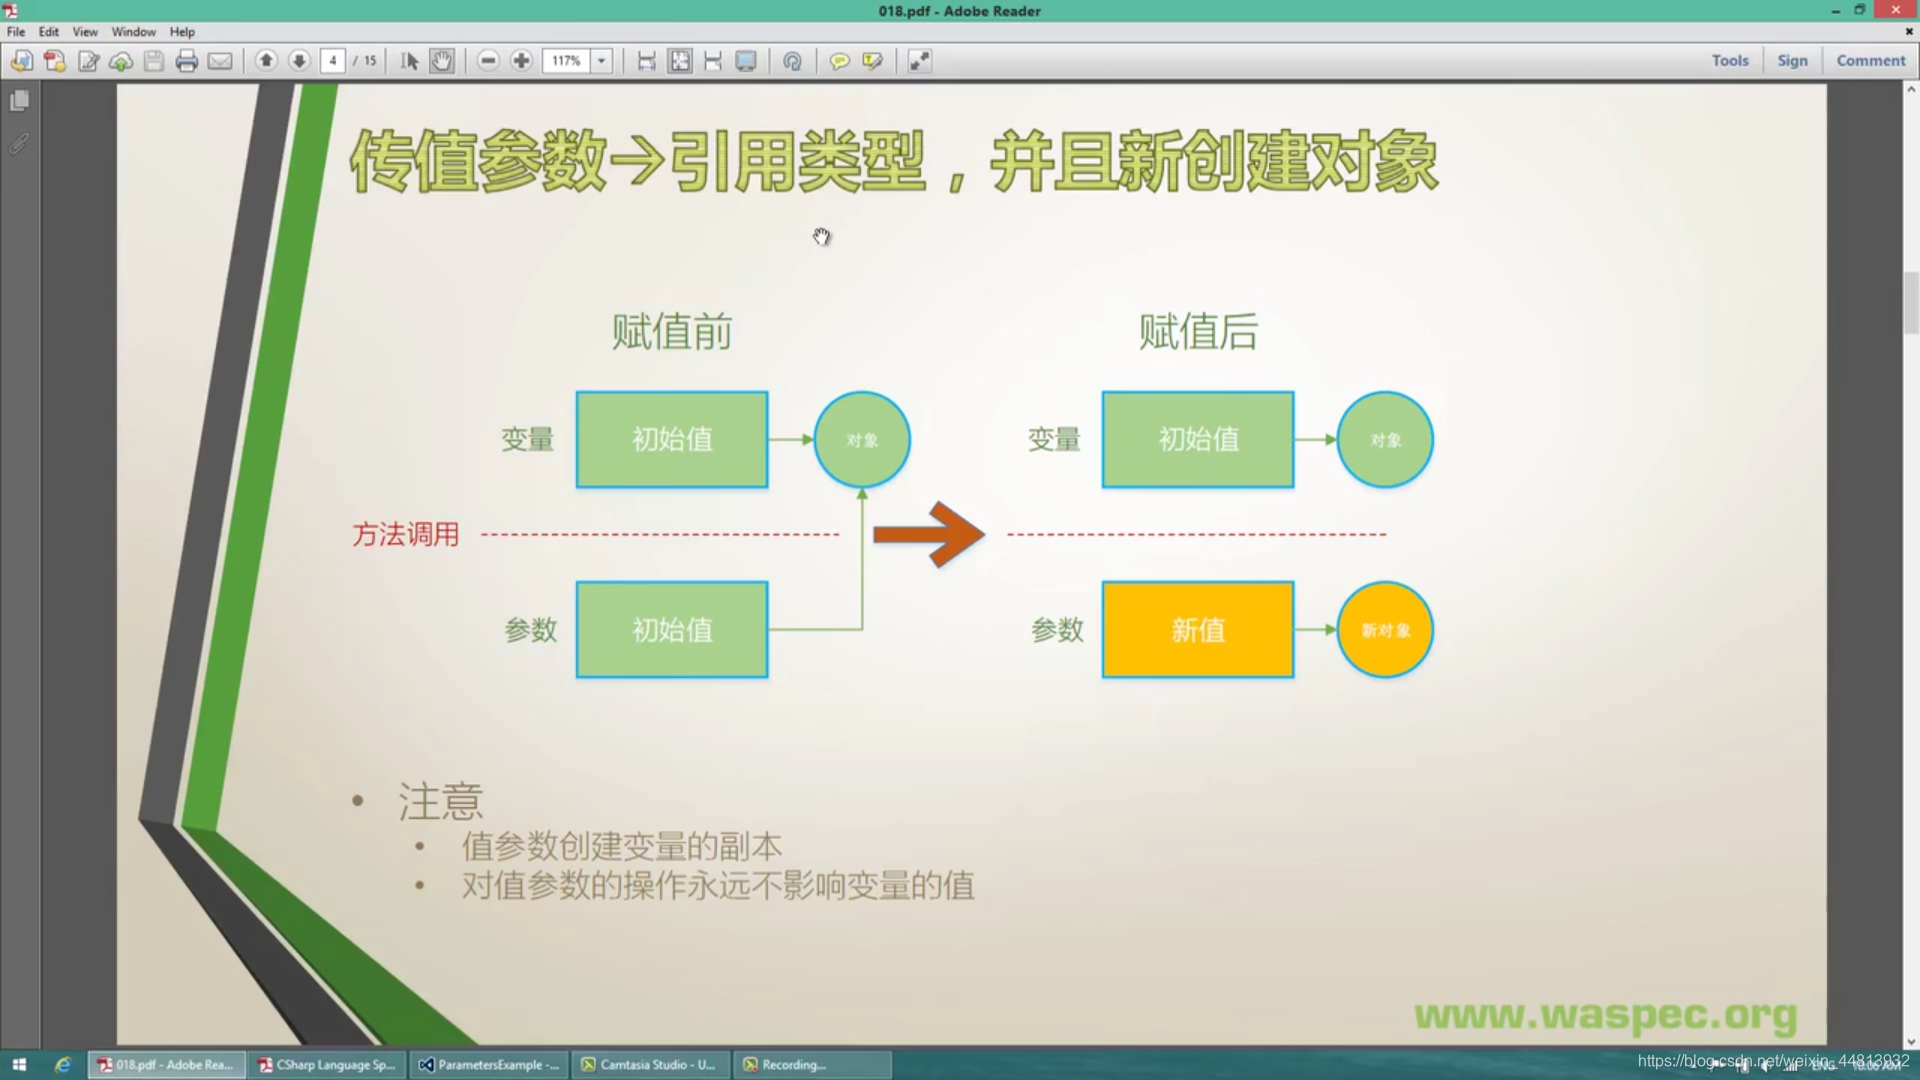 018.pdf - Adobe Reader
File Edit View Window Help
4 / 15
117%
Tools Sign Comment
传值参数→引用类型，并且新创建对象
赋值前 赋值后
变量 初始值 对象 变量 初始值 对象
方法调用
参数 初始值 参数 新值 新对象
• 注意
• 值参数创建变量的副本
• 对值参数的操作永远不影响变量的值
www.waspec.org
018.pdf - Adobe Rea... CSharp Language Sp... ParametersExample -... Camtasia Studio - U... Recording...
https://blog.csdn.net/weixin_44813932